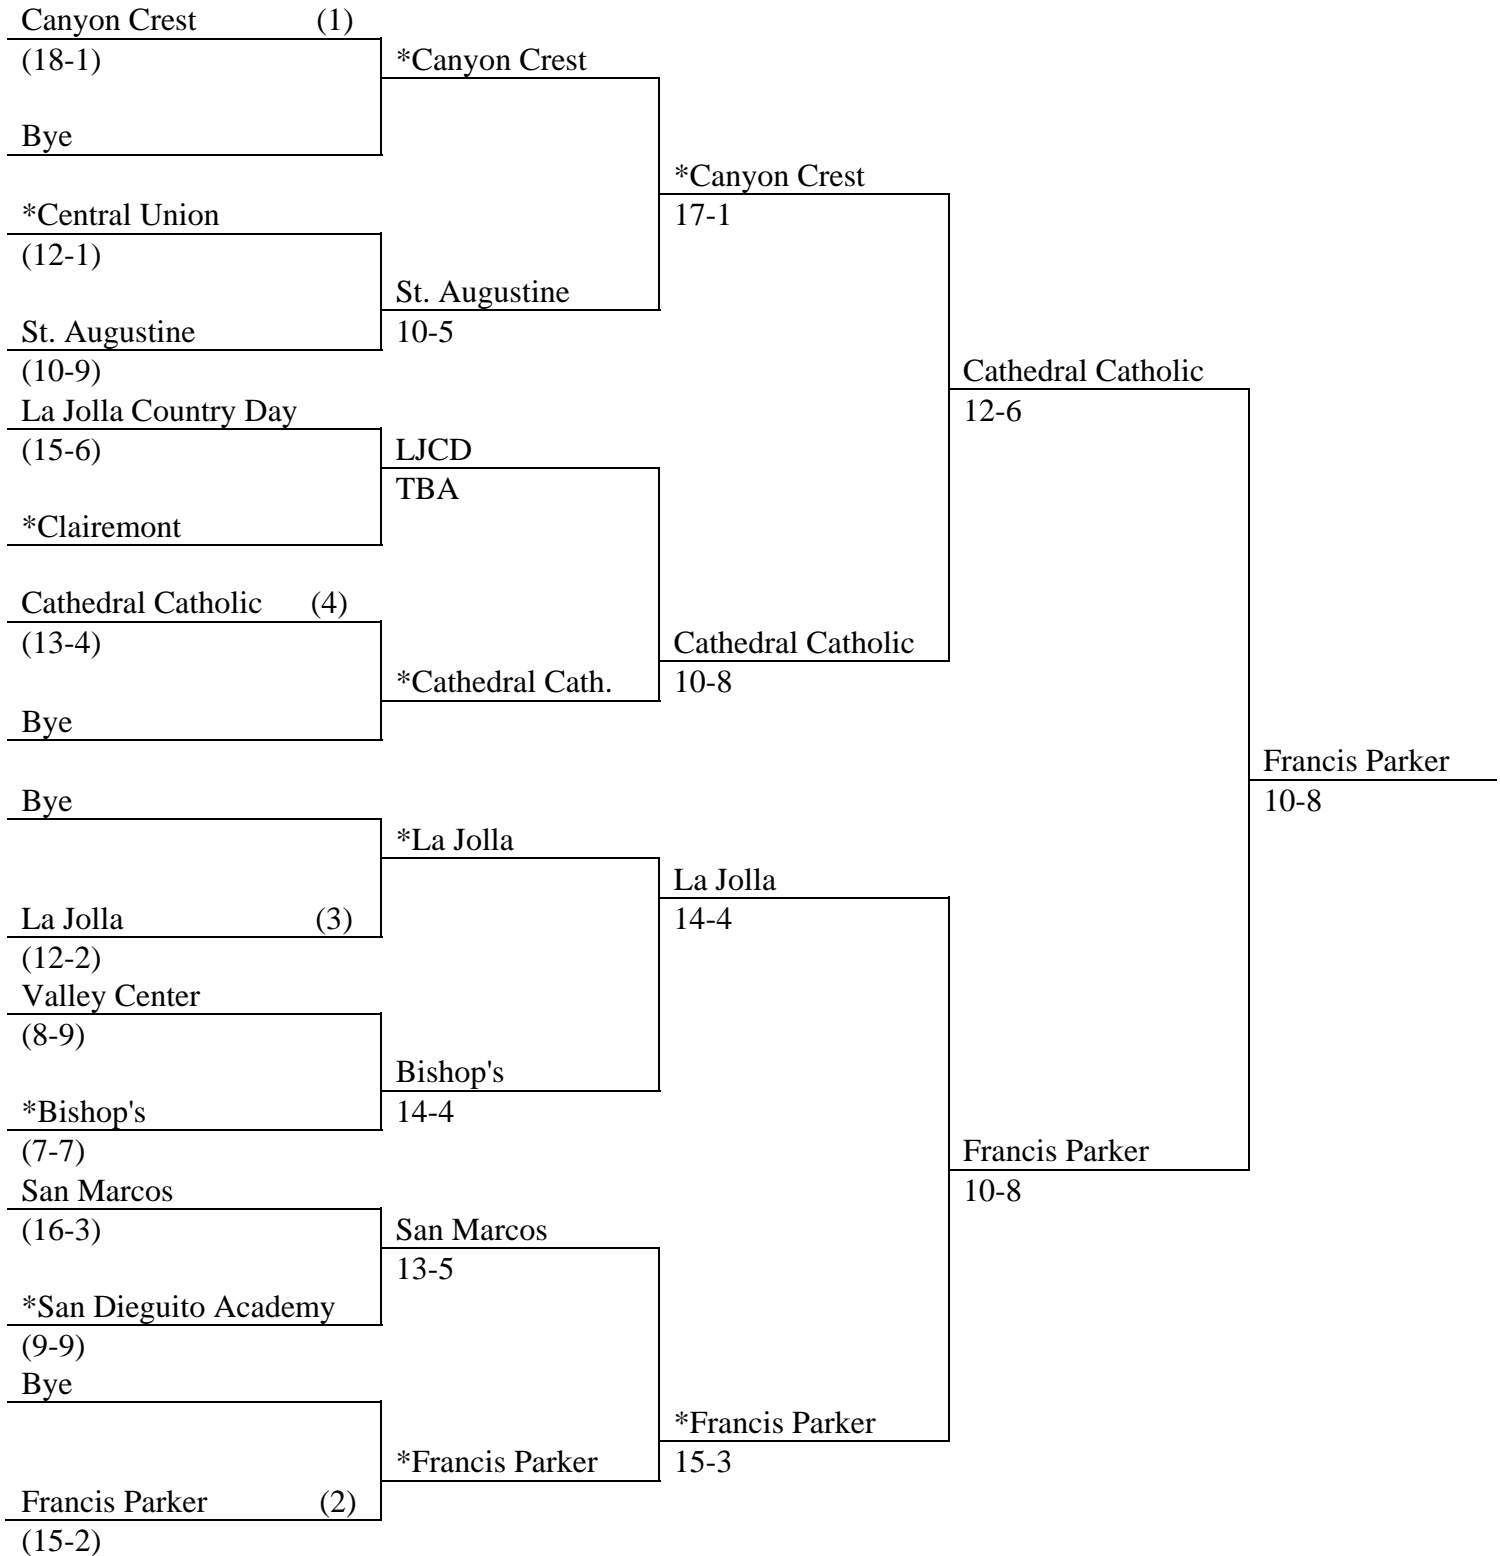 Canyon Crest (1)
(18-1)
*Canyon Crest
Bye
*Canyon Crest
17-1
*Central Union
(12-1)
St. Augustine
10-5
St. Augustine
(10-9)
Cathedral Catholic
12-6
La Jolla Country Day
(15-6)
LJCD
TBA
*Clairemont
Cathedral Catholic (4)
(13-4)
Cathedral Catholic
10-8
*Cathedral Cath.
Bye
Francis Parker
10-8
Bye
*La Jolla
La Jolla
14-4
La Jolla (3)
(12-2)
Valley Center
(8-9)
Bishop's
14-4
*Bishop's
(7-7)
Francis Parker
10-8
San Marcos
(16-3)
San Marcos
13-5
*San Dieguito Academy
(9-9)
Bye
*Francis Parker
15-3
*Francis Parker
Francis Parker (2)
(15-2)